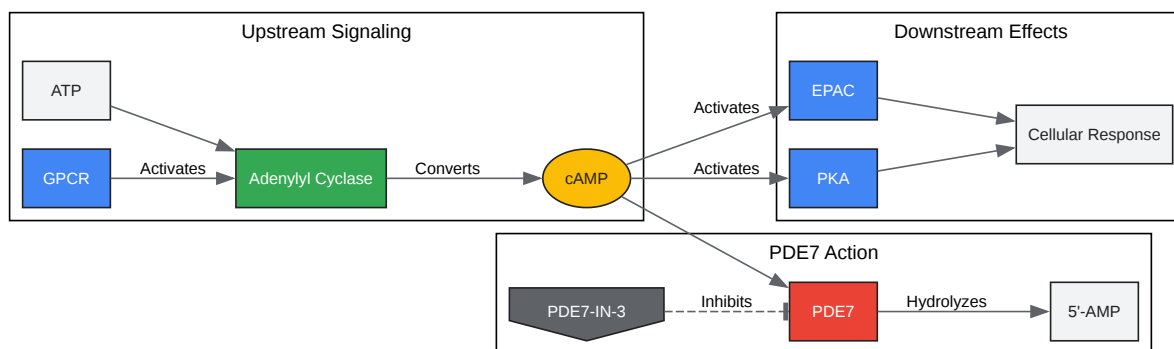 Upstream Signaling
Downstream Effects
ATP
EPAC
Activates
Cellular Response
GPCR
Activates
Adenylyl Cyclase
Converts
cAMP
Activates
PKA
PDE7 Action
PDE7-IN-3
Inhibits
PDE7
Hydrolyzes
5'-AMP